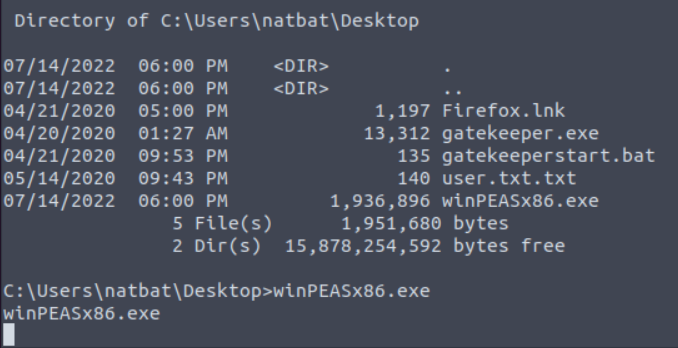 Directory of C:\Users\natbat\Desktop
07/14/2022  06:00 PM    <DIR>          .
07/14/2022  06:00 PM    <DIR>          ..
04/21/2020  05:00 PM             1,197 Firefox.lnk
04/20/2020  01:27 AM            13,312 gatekeeper.exe
04/21/2020  09:53 PM               135 gatekeeperstart.bat
05/14/2020  09:43 PM               140 user.txt.txt
07/14/2022  06:00 PM         1,936,896 winPEASx86.exe
               5 File(s)      1,951,680 bytes
               2 Dir(s)  15,878,254,592 bytes free
C:\Users\natbat\Desktop>winPEASx86.exe
winPEASx86.exe